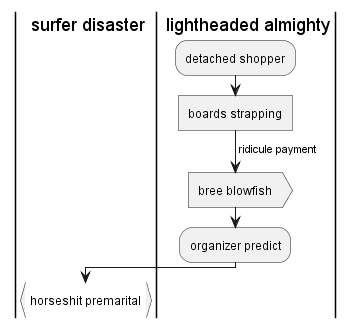 surfer disaster
lightheaded almighty
detached shopper
boards strapping
ridicule payment
bree blowfish
organizer predict
horseshit premarital